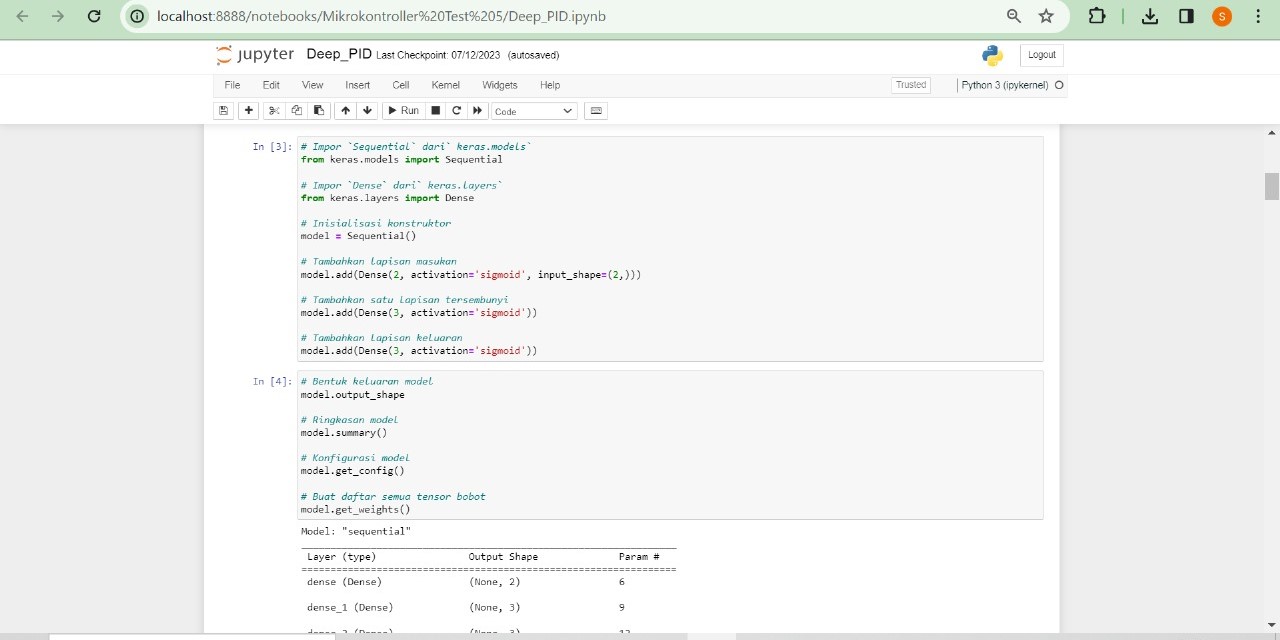 localhost:8888/notebooks/Mikrokontroller%20Test%205/Deep_PID.ipynb
S
jupyter Deep_PID Last Checkpoint: 07/12/2023 (autosaved)
Logout
File Edit View Insert Cell Kernel Widgets Help
Trusted
Python 3 (ipykernel)
Run
Code
In [3]:
# Impor `Sequential` dari` keras.models`
from keras.models import Sequential
# Impor `Dense` dari` keras.layers`
from keras.layers import Dense
# Inisialisasi konstruktor
model = Sequential()
# Tambahkan lapisan masukan
model.add(Dense(2, activation='sigmoid', input_shape=(2,)))
# Tambahkan satu lapisan tersembunyi
model.add(Dense(3, activation='sigmoid'))
# Tambahkan lapisan keluaran
model.add(Dense(3, activation='sigmoid'))
In [4]:
# Bentuk keluaran model
model.output_shape
# Ringkasan model
model.summary()
# Konfigurasi model
model.get_config()
# Buat daftar semua tensor bobot
model.get_weights()
Model: "sequential"
Layer (type) Output Shape Param #
dense (Dense) (None, 2) 6
dense_1 (Dense) (None, 3) 9